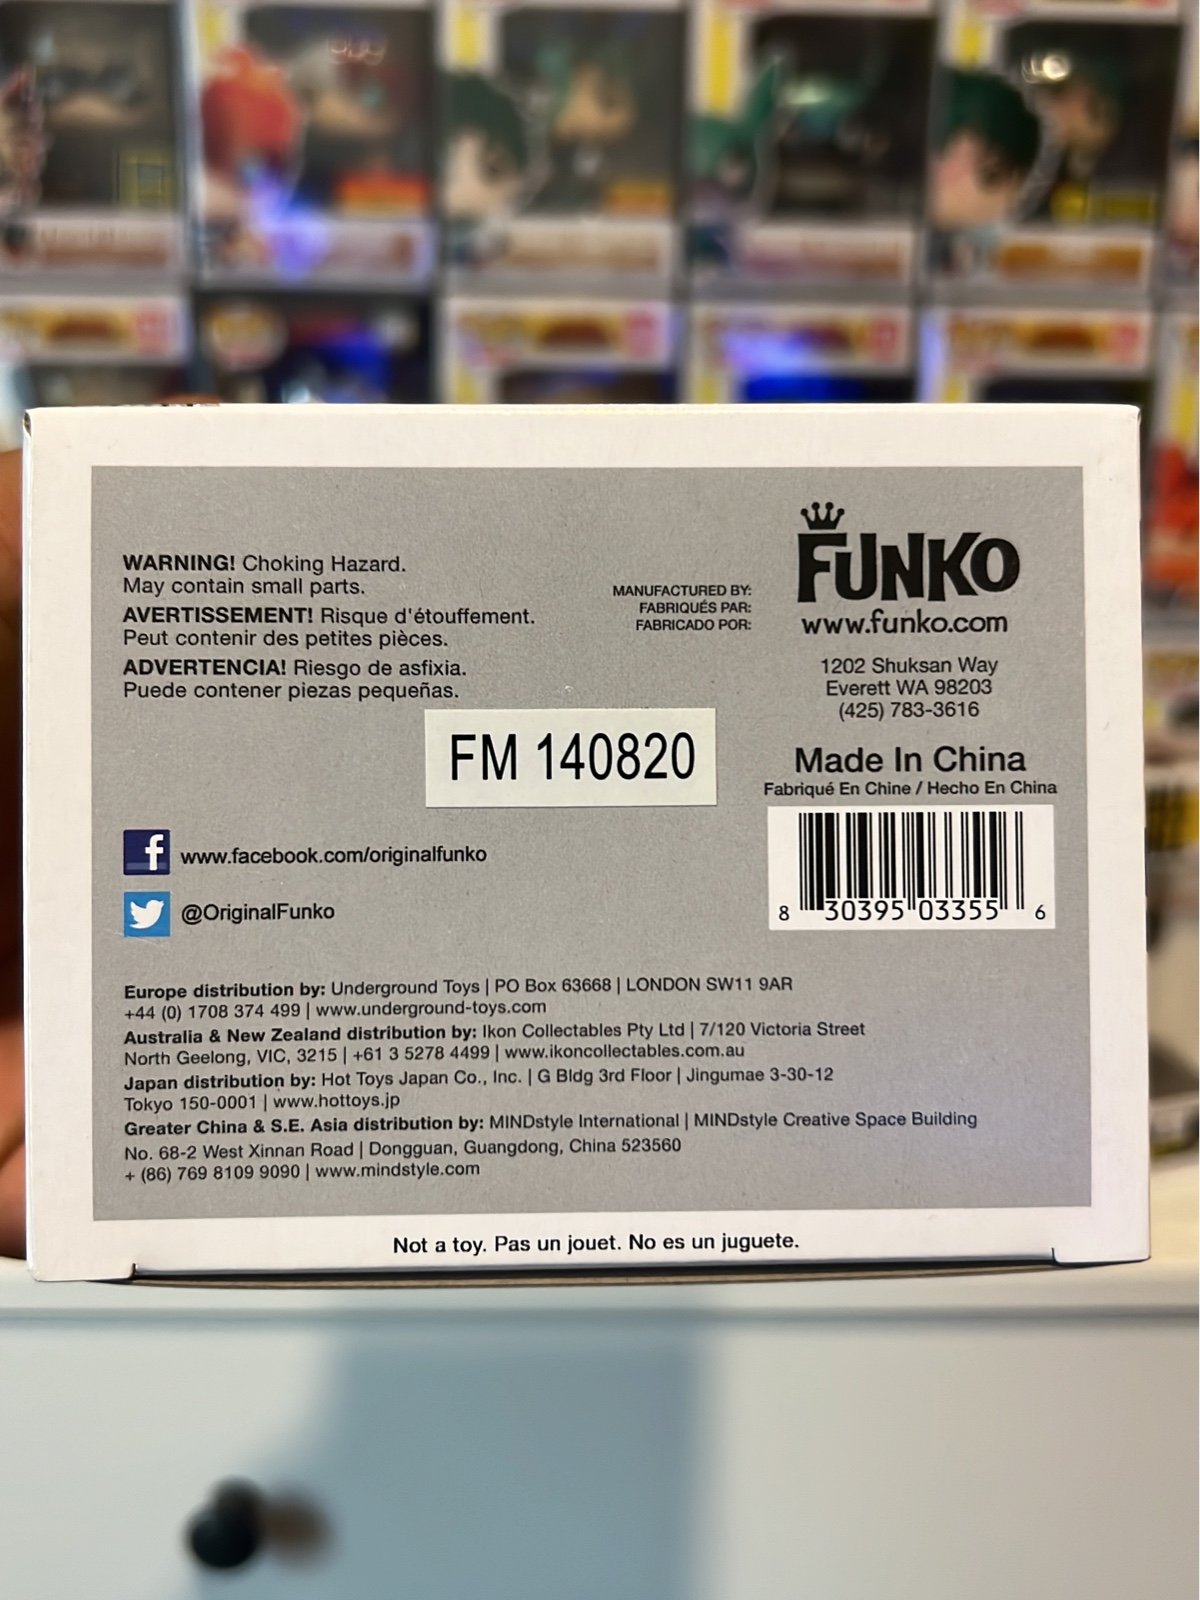 WARNING! Choking Hazard.
May contain small parts.
AVERTISSEMENT! Risque d'étouffement.
Peut contenir des petites pièces.
ADVERTENCIA! Riesgo de asfixia.
Puede contener piezas pequeñas.
MANUFACTURED BY:
FABRIQUÉS PAR:
FABRICADO POR:
FUNKO
www.funko.com
1202 Shuksan Way
Everett WA 98203
(425) 783-3616
FM 140820
Made In China
Fabriqué En Chine / Hecho En China
8 30395 03355 6
f www.facebook.com/originalfunko
@OriginalFunko
Europe distribution by: Underground Toys | PO Box 63668 | LONDON SW11 9AR
+44 (0) 1708 374 499 | www.underground-toys.com
Australia & New Zealand distribution by: Ikon Collectables Pty Ltd | 7/120 Victoria Street
North Geelong, VIC, 3215 | +61 3 5278 4499 | www.ikoncollectables.com.au
Japan distribution by: Hot Toys Japan Co., Inc. | G Bldg 3rd Floor | Jingumae 3-30-12
Tokyo 150-0001 | www.hottoys.jp
Greater China & S.E. Asia distribution by: MINDstyle International | MINDstyle Creative Space Building
No. 68-2 West Xinnan Road | Dongguan, Guangdong, China 523560
+ (86) 769 8109 9090 | www.mindstyle.com
Not a toy. Pas un jouet. No es un juguete.